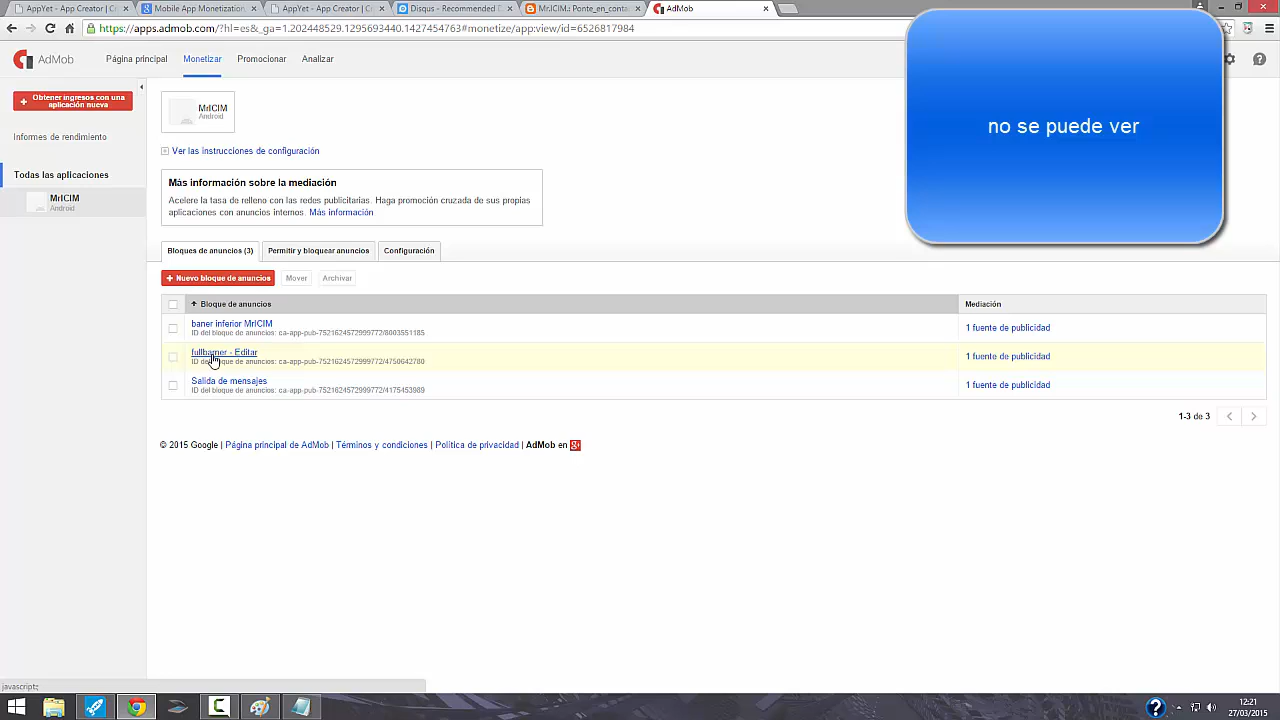 AppYet - App Creator | Cl
Mobile App Monetization
AppYet - App Creator | Cl
Disqus - Recommended D
MrICIM: Ponte_en_conta
AdMob
https://apps.admob.com/?hl=es&_ga=1.202448529.1295693440.1427454763#monetize/app:view/id=6526817984
AdMob
Página principal
Monetizar
Promocionar
Analizar
no se puede ver
+ Obtener ingresos con una
aplicación nueva
Informes de rendimiento
Todas las aplicaciones
MrICIM
Android
MrICIM
Android
Ver las instrucciones de configuración
Más información sobre la mediación
Acelere la tasa de relleno con las redes publicitarias. Haga promoción cruzada de sus propias
aplicaciones con anuncios internos. Más información
Bloques de anuncios (3)
Permitir y bloquear anuncios
Configuración
+ Nuevo bloque de anuncios
Mover
Archivar
Bloque de anuncios
Mediación
baner inferior MrICIM
ID del bloque de anuncios: ca-app-pub-7521624572999772/8003551185
1 fuente de publicidad
fullbanner - Editar
ID del bloque de anuncios: ca-app-pub-7521624572999772/4750642780
1 fuente de publicidad
Salida de mensajes
ID del bloque de anuncios: ca-app-pub-7521624572999772/4175453989
1 fuente de publicidad
1-3 de 3
© 2015 Google | Página principal de AdMob | Términos y condiciones | Política de privacidad | AdMob en
javascript:;
12:21
27/03/2015